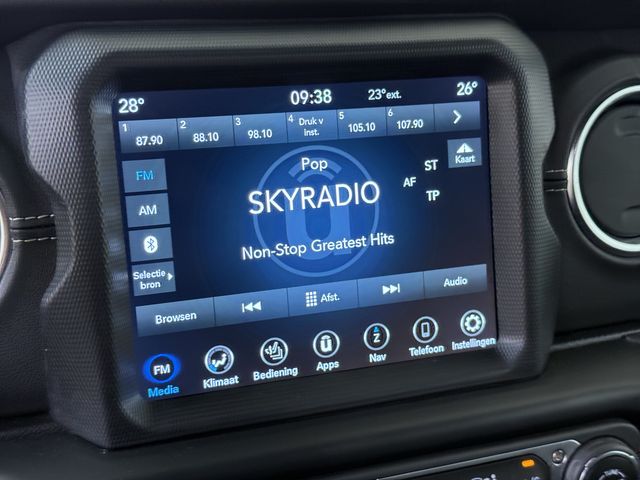 28° 09:38 23°ext. 26°
1 87.90 2 88.10 3 98.10 4 Druk v Inst. 5 105.10 6 107.90
FM
AM
Selectie bron
Pop
SKYRADIO
Non-Stop Greatest Hits
AF ST
TP
Kaart
Browsen Afst. Audio
FM Media Klimaat Bediening ū Apps Z Nav Telefoon Instellingen